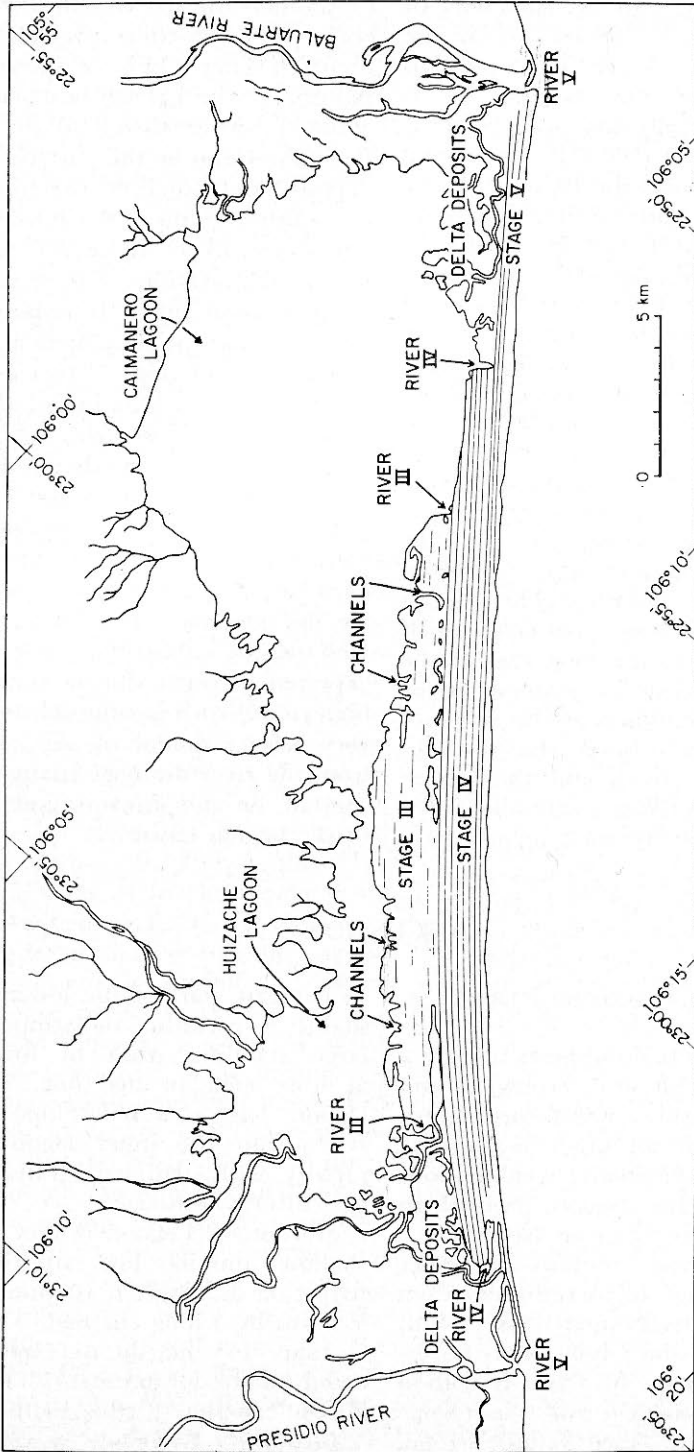 23°10'
109°10'
23°05'
108°05'
23°00'
106°00'
22°55'
105°55'
PRESIDIO RIVER
HUIZACHE
LAGOON
CAIMANERO
LAGOON
BALUARTE RIVER
DELTA DEPOSITS
RIVER
III
CHANNELS
STAGE III
CHANNELS
RIVER
III
RIVER
IV
DELTA DEPOSITS
RIVER
IV
STAGE IV
STAGE V
RIVER
V
RIVER
V
0
5 km
106°20'
23°05'
106°15'
23°00'
106°10'
22°55'
106°05'
22°50'